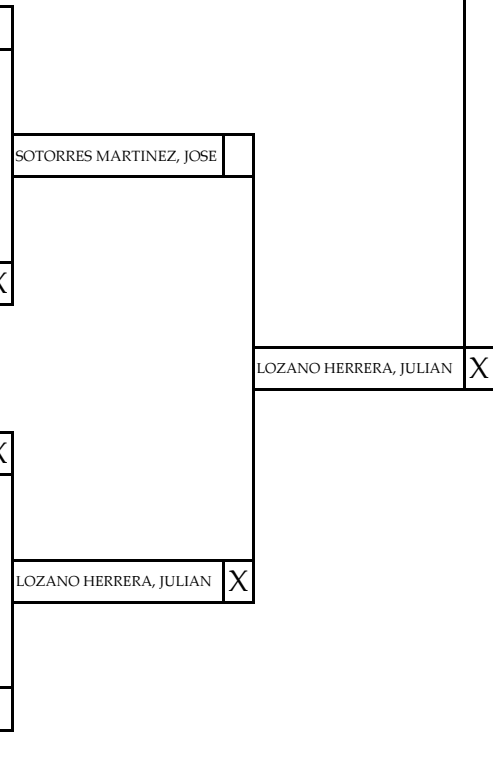 SOTORRES MARTINEZ, JOSE
X
LOZANO HERRERA, JULIAN X
X
LOZANO HERRERA, JULIAN X